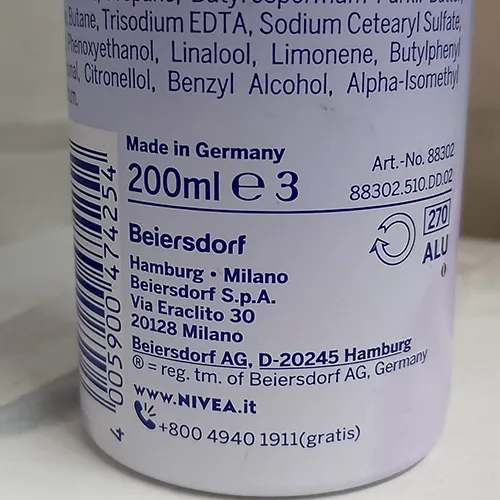 Butane, Trisodium EDTA, Sodium Cetearyl Sulfate,
Phenoxyethanol, Linalool, Limonene, Butylphenyl
Citronellol, Benzyl Alcohol, Alpha-Isomethyl
Made in Germany
200ml ℮ 3
Art.-No. 88302
88302.510.DD.02
270
ALU
Beiersdorf
Hamburg • Milano
Beiersdorf S.p.A.
Via Eraclito 30
20128 Milano
Beiersdorf AG, D-20245 Hamburg
® = reg. tm. of Beiersdorf AG, Germany
www.NIVEA.it
+800 4940 1911(gratis)
4 005900 474254